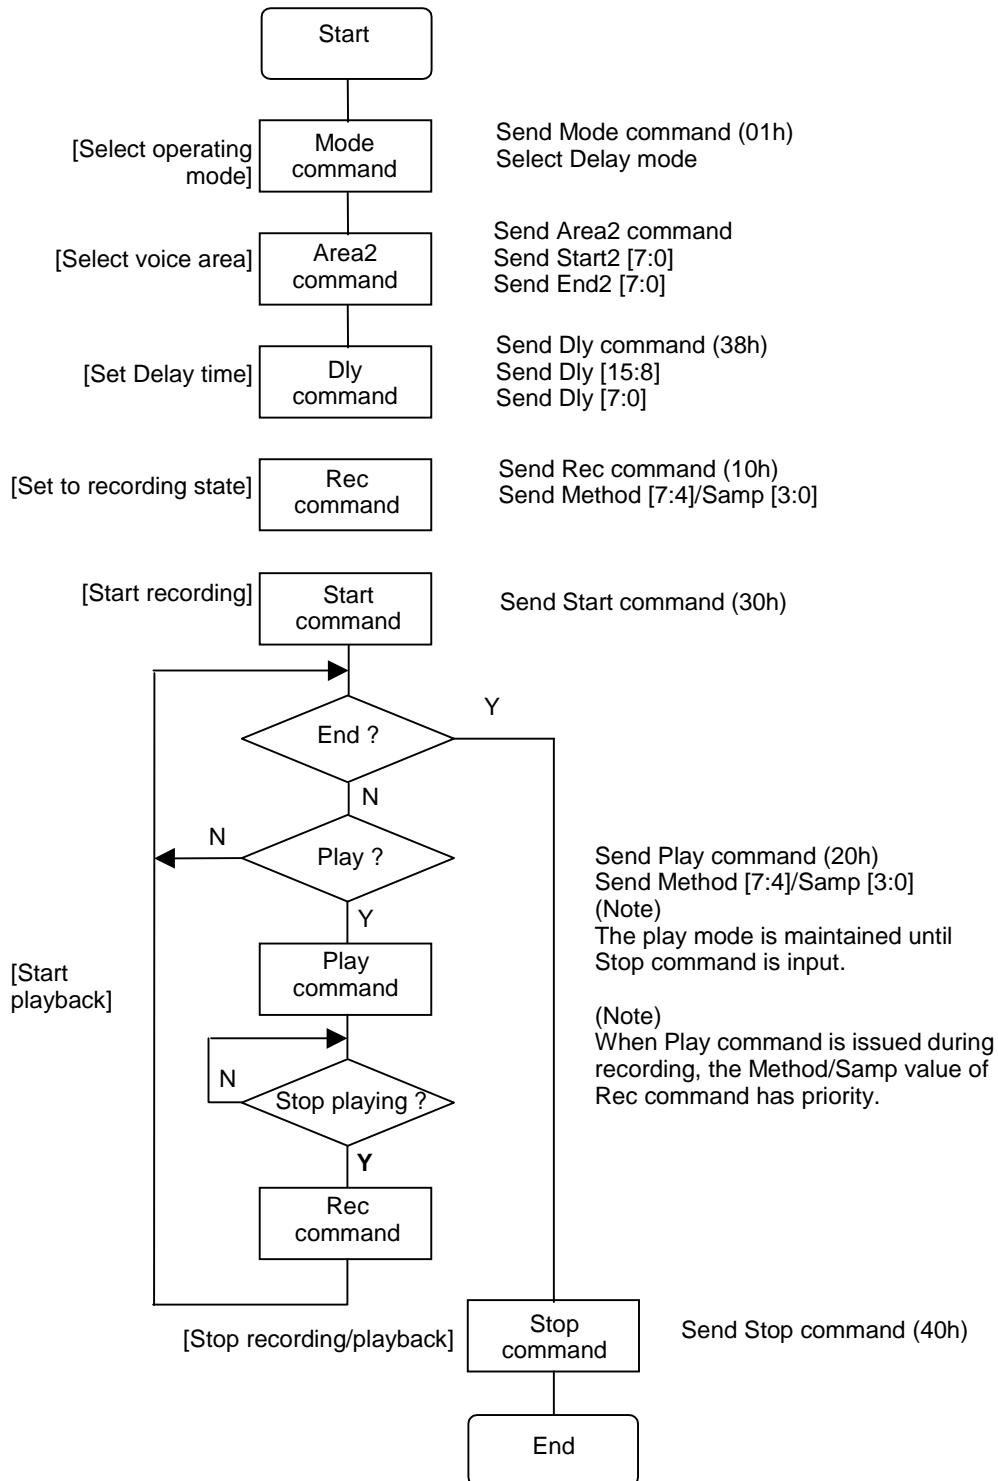 Start
[Select operating
mode]
Mode
command
Send Mode command (01h)
Select Delay mode
[Select voice area]
Area2
command
Send Area2 command
Send Start2 [7:0]
Send End2 [7:0]
[Set Delay time]
Dly
command
Send Dly command (38h)
Send Dly [15:8]
Send Dly [7:0]
[Set to recording state]
Rec
command
Send Rec command (10h)
Send Method [7:4]/Samp [3:0]
[Start recording]
Start
command
Send Start command (30h)
End ?
Y
N
Play ?
N
Y
Send Play command (20h)
Send Method [7:4]/Samp [3:0]
(Note)
The play mode is maintained until
Stop command is input.
(Note)
When Play command is issued during
recording, the Method/Samp value of
Rec command has priority.
[Start
playback]
Play
command
N
Stop playing ?
Y
Rec
command
[Stop recording/playback]
Stop
command
Send Stop command (40h)
End